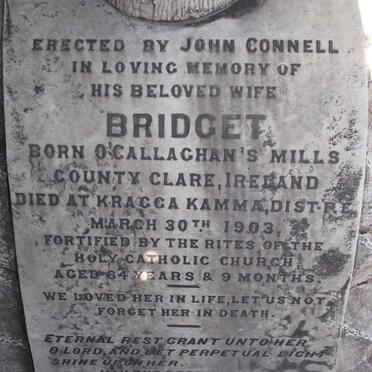 ERECTED BY JOHN CONNELL
IN LOVING MEMORY OF
HIS BELOVED WIFE
BRIDGET
BORN O'CALLAGHAN'S MILLS
COUNTY CLARE, IRELAND
DIED AT KRAGGA KAMMA, DIST-PE
MARCH 30TH 1903,
FORTIFIED BY THE RITES OF THE
HOLY CATHOLIC CHURCH
AGED 64 YEARS & 9 MONTHS.
WE LOVED HER IN LIFE, LET US NOT
FORGET HER IN DEATH.
ETERNAL REST GRANT UNTO HER
O LORD, AND LET PERPETUAL LIGHT
SHINE UPON HER.